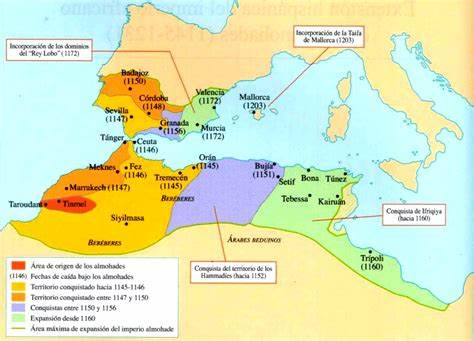 Incorporación de los dominios
del "Rey Lobo" (1172)
Incorporación de la Taifa
de Mallorca (1203)
Badajoz
(1150)
Córdoba
(1148)
Valencia
(1172)
Mallorca
(1203)
Sevilla
(1147)
Granada
(1156)
Murcia
(1172)
Tánger
Ceuta
(1146)
Orán
(1145)
Bujía
(1151)
Bona
Túnez
Meknes
Fez
(1146)
Tremecén
(1145)
Setif
Marrakech (1147)
Tebessa
Kairuán
Taroudant
Tinmel
BERÉBERES
Siyilmasa
Conquista de Ifriqiya
(hacia 1160)
BERÉBERES
ÁRABES BEDUINOS
Trípoli
(1160)
Conquista del territorio de los
Hammadíes (hacia 1152)
Área de origen de los almohades
(1146) Fechas de caída bajo los almohades
Territorio conquistado hacia 1145-1146
Territorio conquistado entre 1147 y 1150
Conquistas entre 1150 y 1156
Expansión desde 1160
Área máxima de expansión del imperio almohade